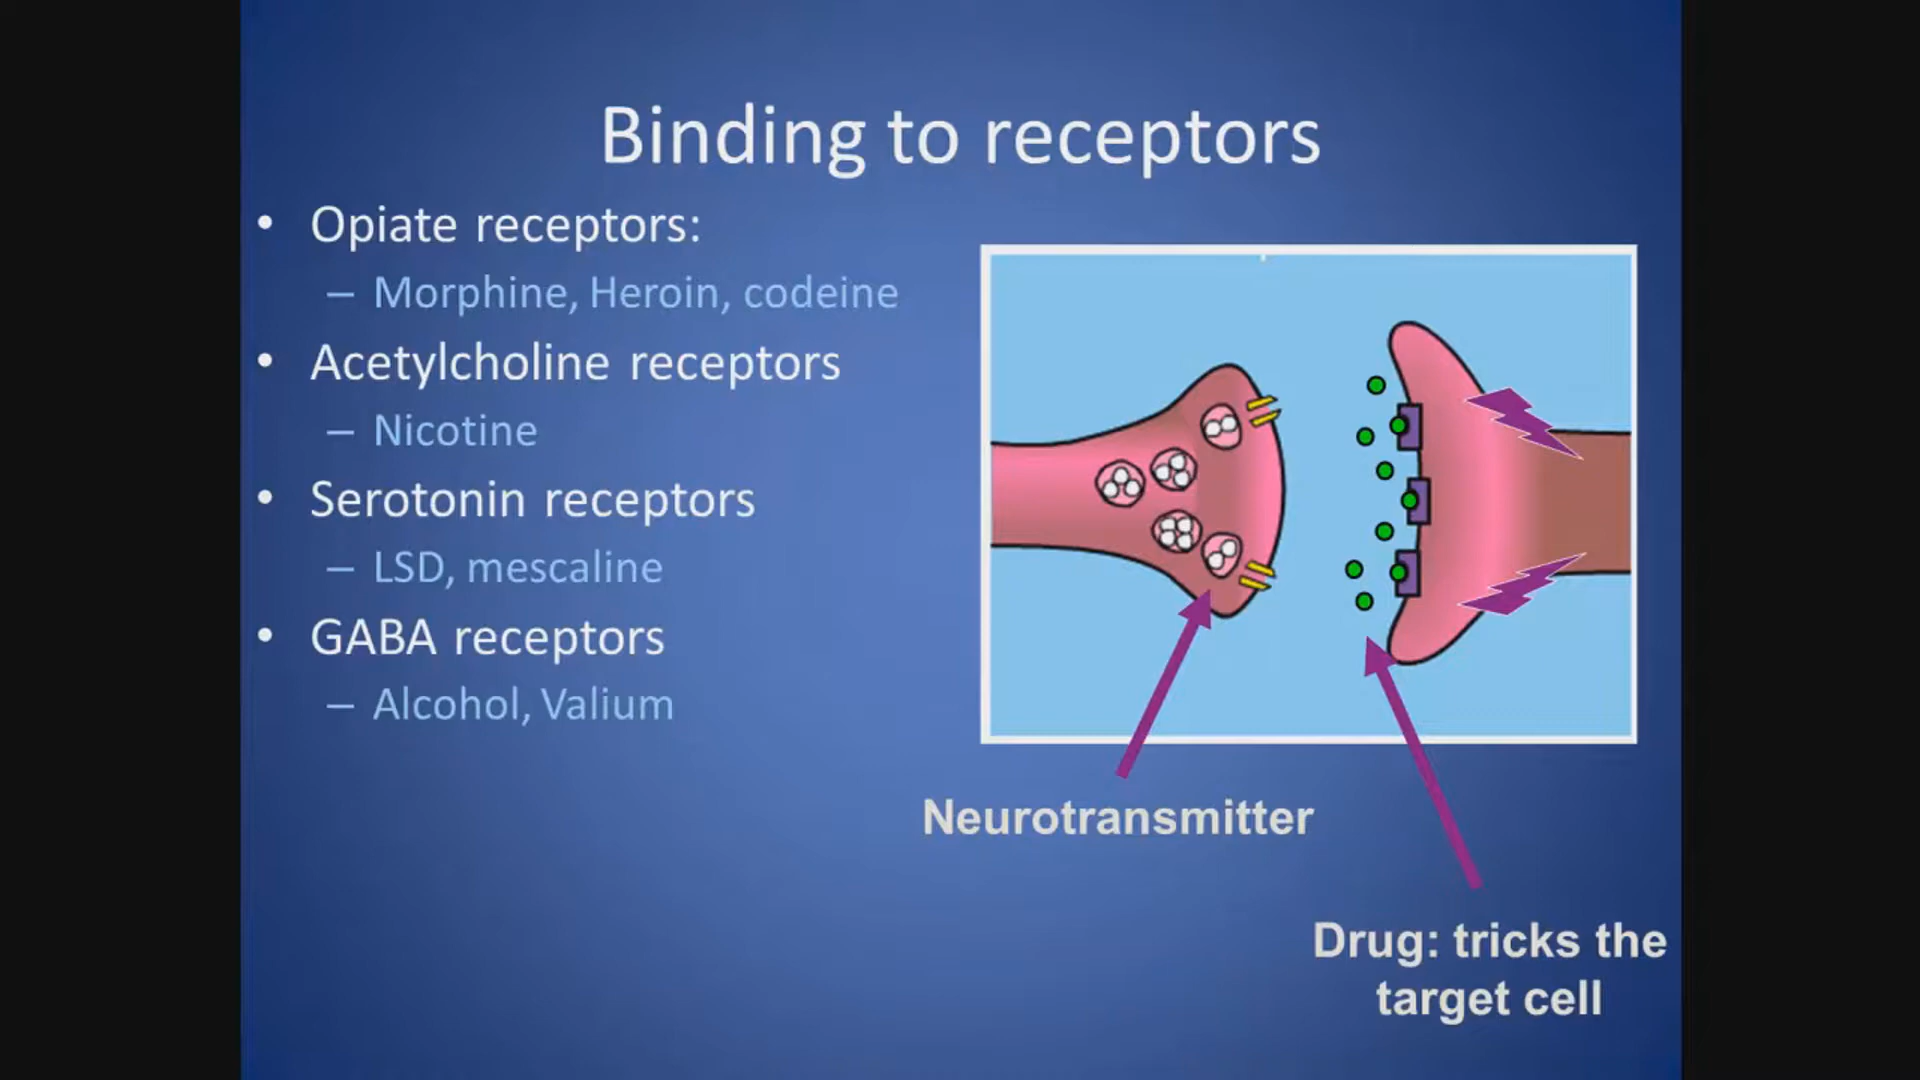 Binding to receptors
• Opiate receptors:
– Morphine, Heroin, codeine
• Acetylcholine receptors
– Nicotine
• Serotonin receptors
– LSD, mescaline
• GABA receptors
– Alcohol, Valium
Neurotransmitter
Drug: tricks the
target cell